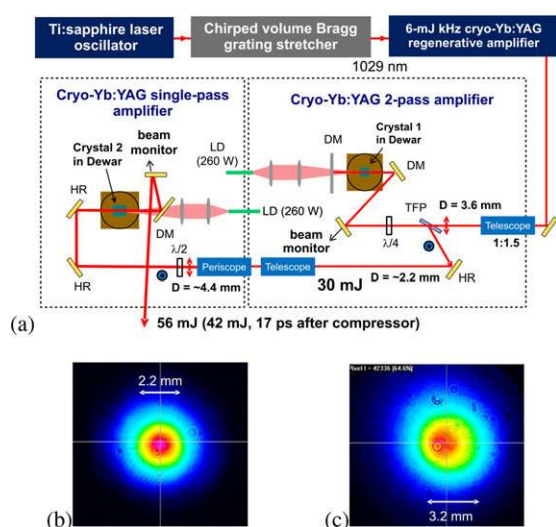 Ti:sapphire laser
oscillator
Chirped volume Bragg
grating stretcher
6-mJ kHz cryo-Yb:YAG
regenerative amplifier
1029 nm
Cryo-Yb:YAG single-pass
amplifier
Cryo-Yb:YAG 2-pass amplifier
Crystal 2
in Dewar
beam
monitor
HR
DM
LD
(260 W)
LD (260 W)
DM
Crystal 1
in Dewar
DM
beam
monitor
λ/4
TFP
D = 3.6 mm
Telescope
1:1.5
λ/2
HR
Periscope
Telescope
D = ~4.4 mm
30 mJ
D = ~2.2 mm
HR
(a)
56 mJ (42 mJ, 17 ps after compressor)
2.2 mm
(b)
Pixel I = 42336 [64.6%]
3.2 mm
(c)